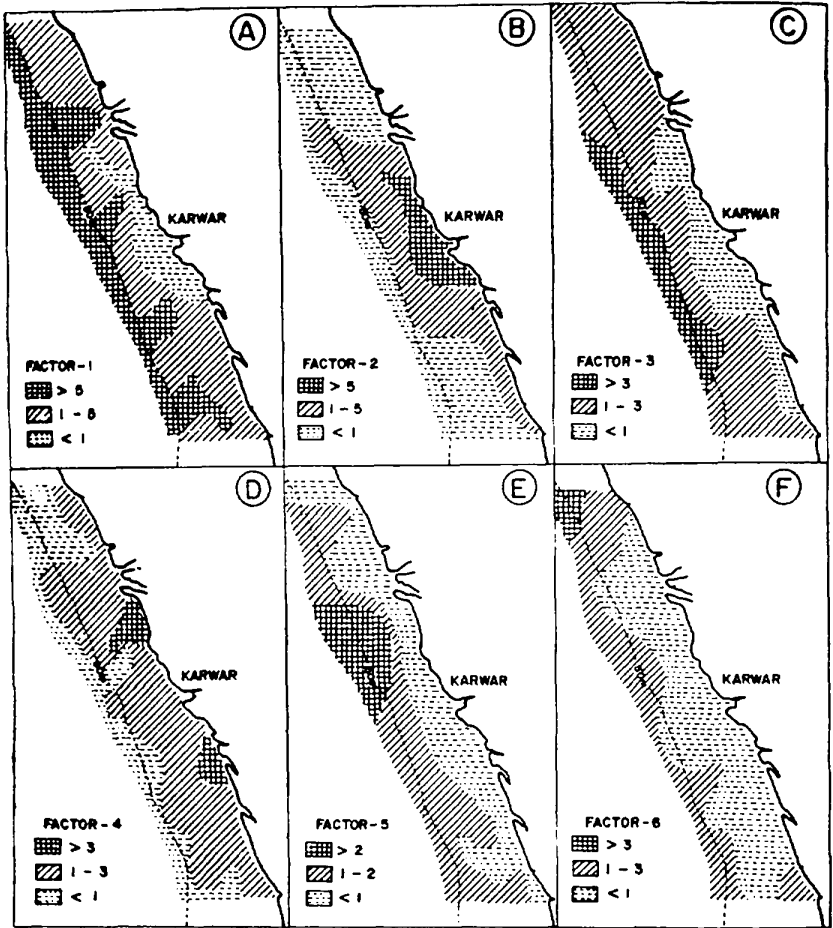 A
KARWAR
FACTOR-1
> 5
1 - 5
< 1
B
KARWAR
FACTOR-2
> 5
1 - 5
< 1
C
KARWAR
FACTOR-3
> 3
1 - 3
< 1
D
KARWAR
FACTOR-4
> 3
1 - 3
< 1
E
KARWAR
FACTOR-5
> 2
1 - 2
< 1
F
KARWAR
FACTOR-6
> 3
1 - 3
< 1